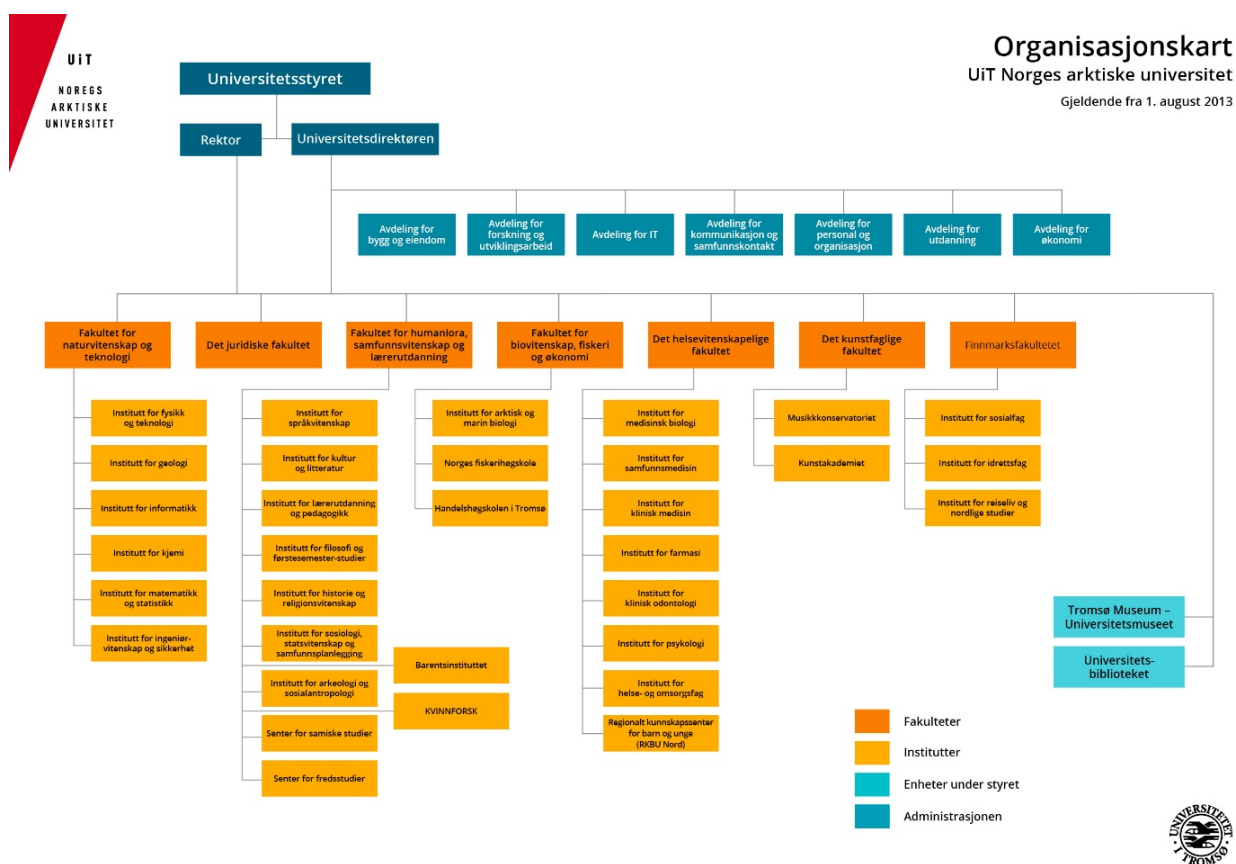 UiT
NOREGS
ARKTISKE
UNIVERSITET
Organisasjonskart
UiT Norges arktiske universitet
Gjeldende fra 1. august 2013
Universitetsstyret
Rektor
Universitetsdirektøren
Avdeling for
bygg og eiendom
Avdeling for
forskning og
utviklingsarbeid
Avdeling for IT
Avdeling for
kommunikasjon og
samfunnskontakt
Avdeling for
personal og
organisasjon
Avdeling for
utdanning
Avdeling for
økonomi
Fakultet for
naturvitenskap og
teknologi
Det juridiske fakultet
Fakultet for humaniora,
samfunnsvitenskap og
lærerutdanning
Fakultet for
biovitenskap, fiskeri
og økonomi
Det helsevitenskapelige
fakultet
Det kunstfaglige
fakultet
Finnmarksfakultetet
Institutt for fysikk
og teknologi
Institutt for geologi
Institutt for informatikk
Institutt for kjemi
Institutt for matematikk
og statistikk
Institutt for ingeniør-
vitenskap og sikkerhet
Institutt for
språkvitenskap
Institutt for kultur
og litteratur
Institutt for lærerutdanning
og pedagogikk
Institutt for filosofi og
førstesemester-studier
Institutt for historie og
religionsvitenskap
Institutt for sosiologi,
statsvitenskap og
samfunnsplanlegging
Institutt for arkeologi og
sosialantropologi
Senter for samiske studier
Senter for fredsstudier
Barentsinstituttet
KVINNFORSK
Institutt for arktisk og
marin biologi
Norges fiskerihøgskole
Handelshøgskolen i Tromsø
Institutt for
medisinsk biologi
Institutt for
samfunnsmedisin
Institutt for
klinisk medisin
Institutt for farmasi
Institutt for
klinisk odontologi
Institutt for psykologi
Institutt for
helse- og omsorgsfag
Regionalt kunnskapssenter
for barn og unge
(RKBU Nord)
Musikkkonservatoriet
Kunstakademiet
Institutt for sosialfag
Institutt for idrettsfag
Institutt for reiseliv og
nordlige studier
Tromsø Museum –
Universitetsmuseet
Universitets-
biblioteket
Fakulteter
Institutter
Enheter under styret
Administrasjonen
UNIVERSITETET
I TROMSØ